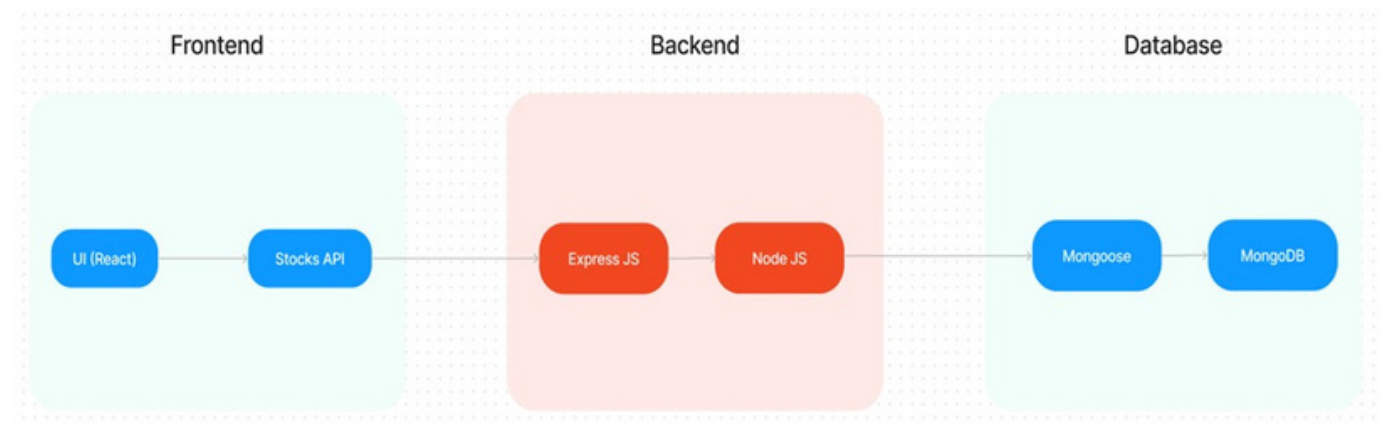 Frontend
Backend
Database
UI (React)
Stocks API
Express JS
Node JS
Mongoose
MongoDB